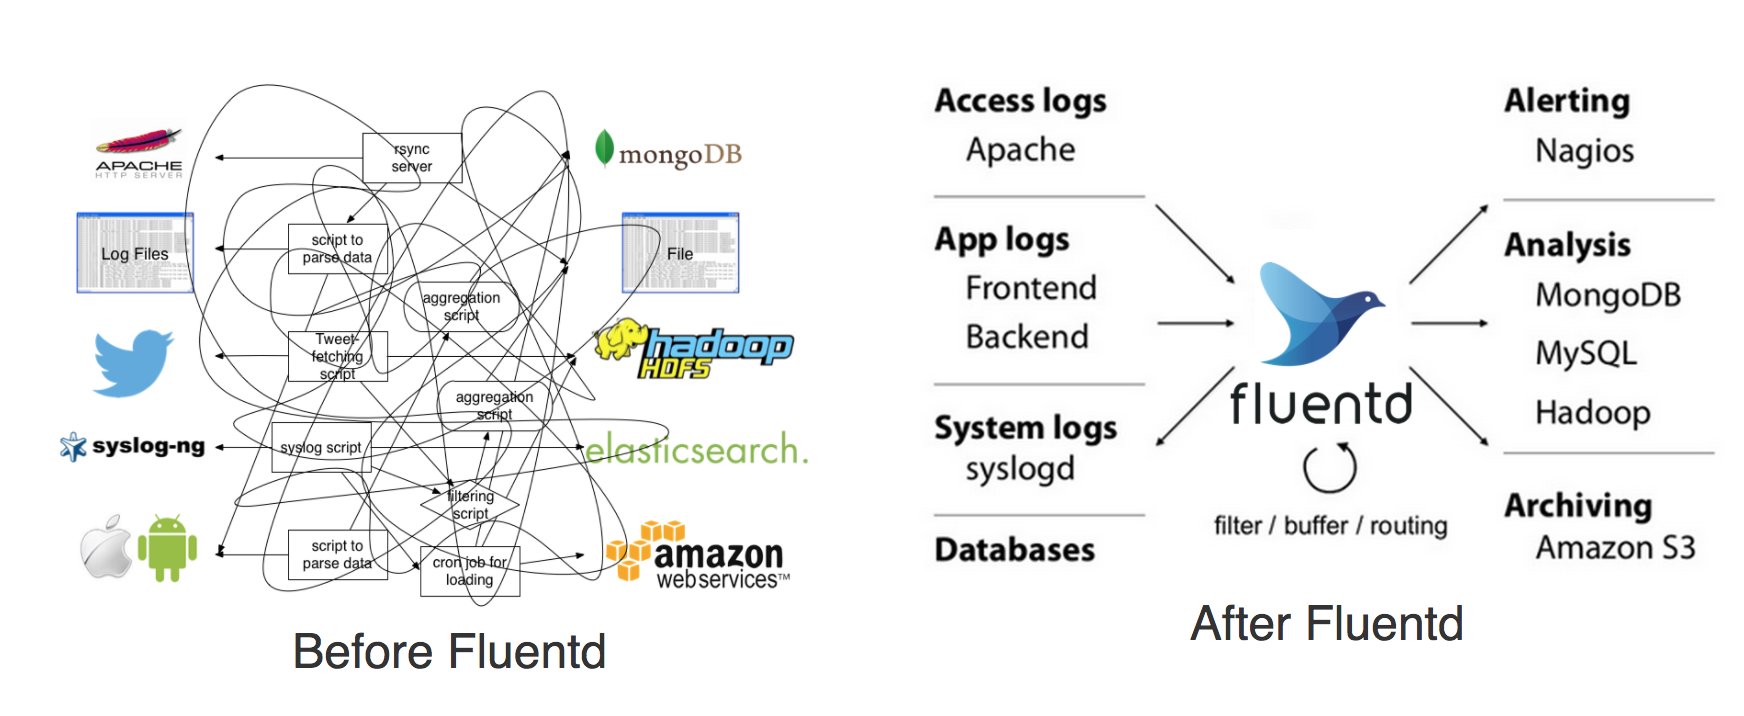 APACHE
HTTP SERVER
Log Files
syslog-ng
rsync
server
script to
parse data
aggregation
script
Tweet-
fetching
script
aggregation
script
syslog script
filtering
script
script to
parse data
cron job for
loading
mongoDB
File
hadoop
HDFS
elasticsearch.
amazon
webservices™
Before Fluentd
Access logs
Apache
App logs
Frontend
Backend
System logs
syslogd
Databases
fluentd
filter / buffer / routing
Alerting
Nagios
Analysis
MongoDB
MySQL
Hadoop
Archiving
Amazon S3
After Fluentd